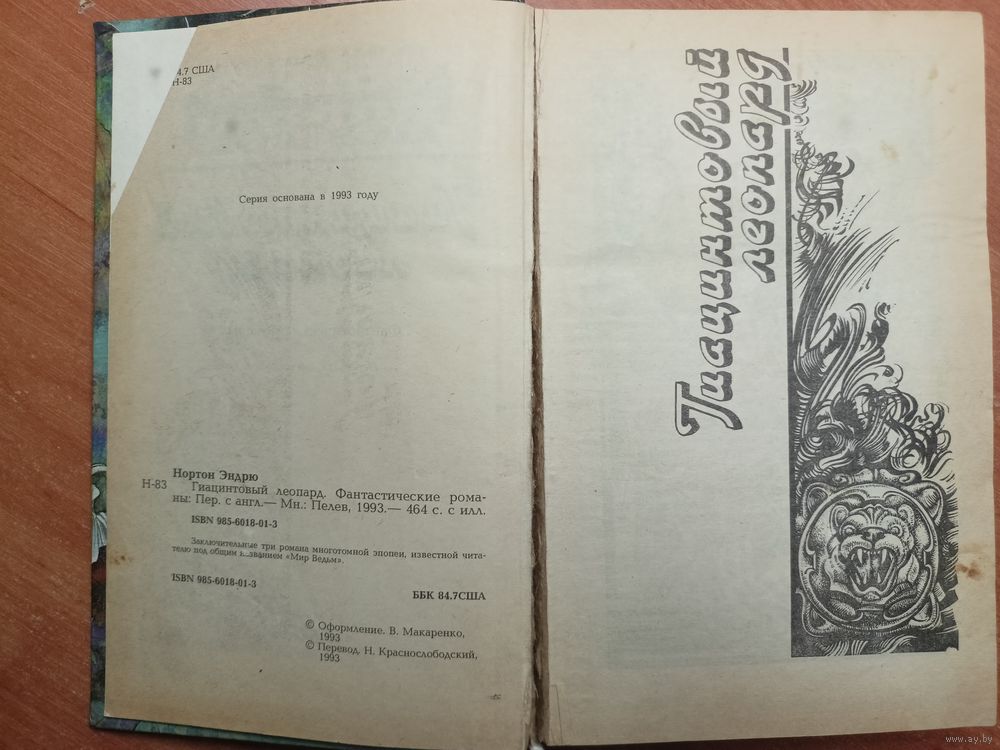 4.7 США
Н-83
Серия основана в 1993 году
Нортон Эндрю
Н-83 Гиацинтовый леопард. Фантастические рома-
ны: Пер. с англ.— Мн.: Пелев, 1993.— 464 с. с илл.
ISBN 985-6018-01-3
Заключительные три романа многотомной эпопеи, известной чита-
телю под общим названием «Мир Ведьм».
ISBN 985-6018-01-3
ББК 84.7США
© Оформление. В. Макаренко,
1993
© Перевод. Н. Краснослободский,
1993
Гиацинтовый
леопард
www.ay.by